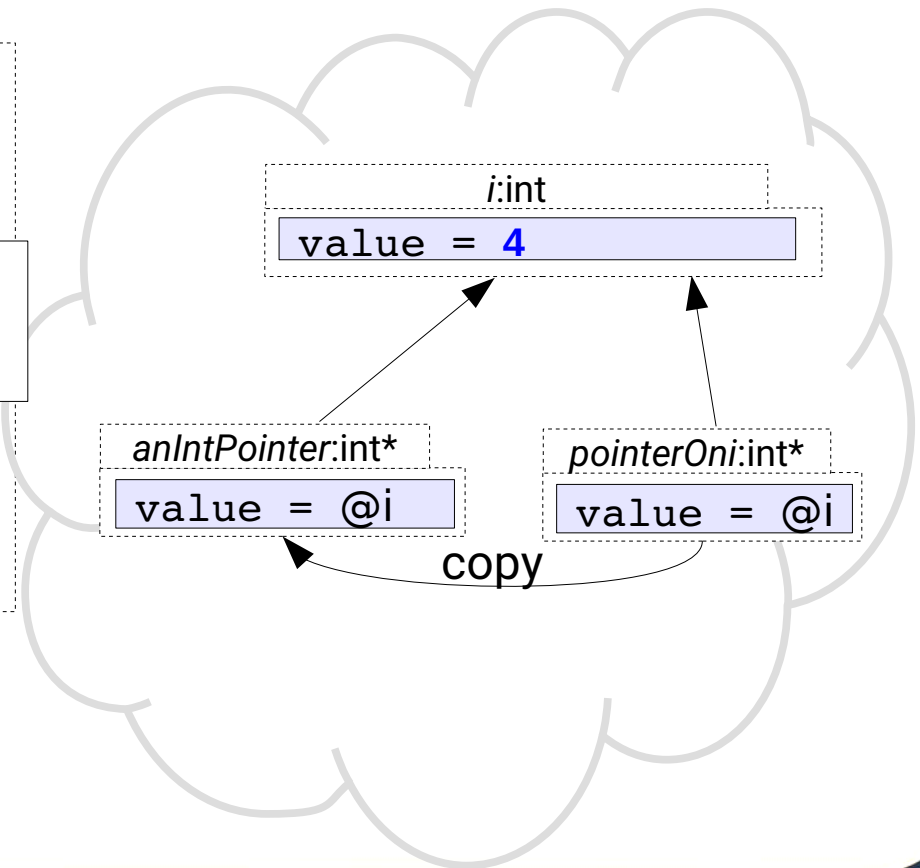 i:int
value = 4
anIntPointer:int*
value = @i
pointerOni:int*
value = @i
copy